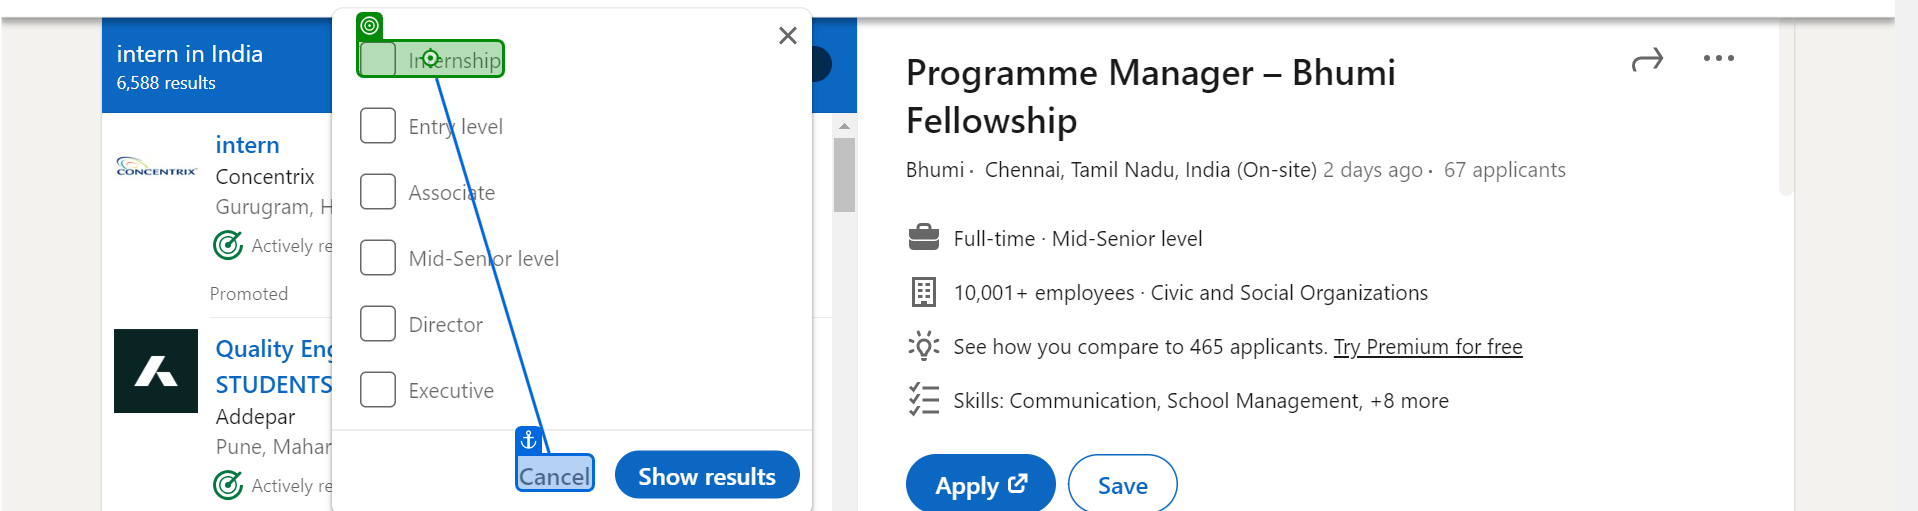 intern in India
6,588 results
intern
Concentrix
Gurugram, H
Actively re
Promoted
CONCENTRIX
Quality Eng
STUDENTS
Addepar
Pune, Mahar
Actively re
Internship
Entry level
Associate
Mid-Senior level
Director
Executive
Cancel
Show results
Programme Manager – Bhumi
Fellowship
Bhumi · Chennai, Tamil Nadu, India (On-site) 2 days ago · 67 applicants
Full-time · Mid-Senior level
10,001+ employees · Civic and Social Organizations
See how you compare to 465 applicants. Try Premium for free
Skills: Communication, School Management, +8 more
Apply
Save